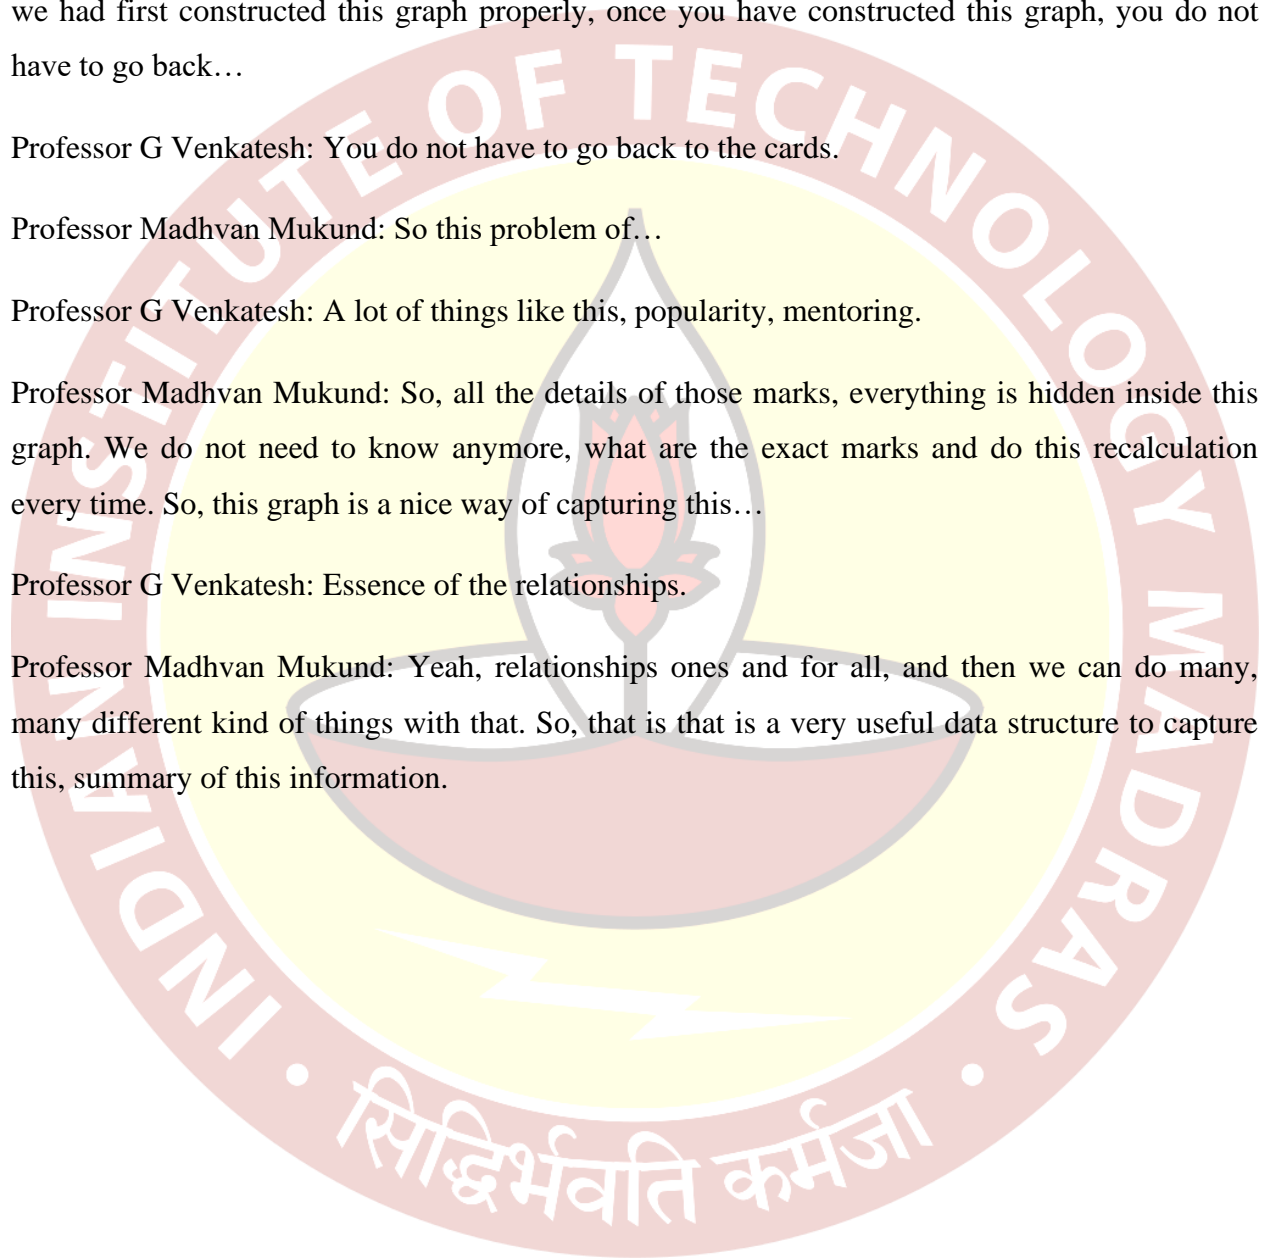 we had first constructed this graph properly, once you have constructed this graph, you do not
have to go back…
Professor G Venkatesh: You do not have to go back to the cards.
Professor Madhvan Mukund: So this problem of…
Professor G Venkatesh: A lot of things like this, popularity, mentoring.
Professor Madhvan Mukund: So, all the details of those marks, everything is hidden inside this
graph. We do not need to know anymore, what are the exact marks and do this recalculation
every time. So, this graph is a nice way of capturing this…
Professor G Venkatesh: Essence of the relationships.
Professor Madhvan Mukund: Yeah, relationships ones and for all, and then we can do many,
many different kind of things with that. So, that is that is a very useful data structure to capture
this, summary of this information.
INDIAN INSTITUTE OF TECHNOLOGY MADRAS
सिद्धिर्भवति कर्मजा